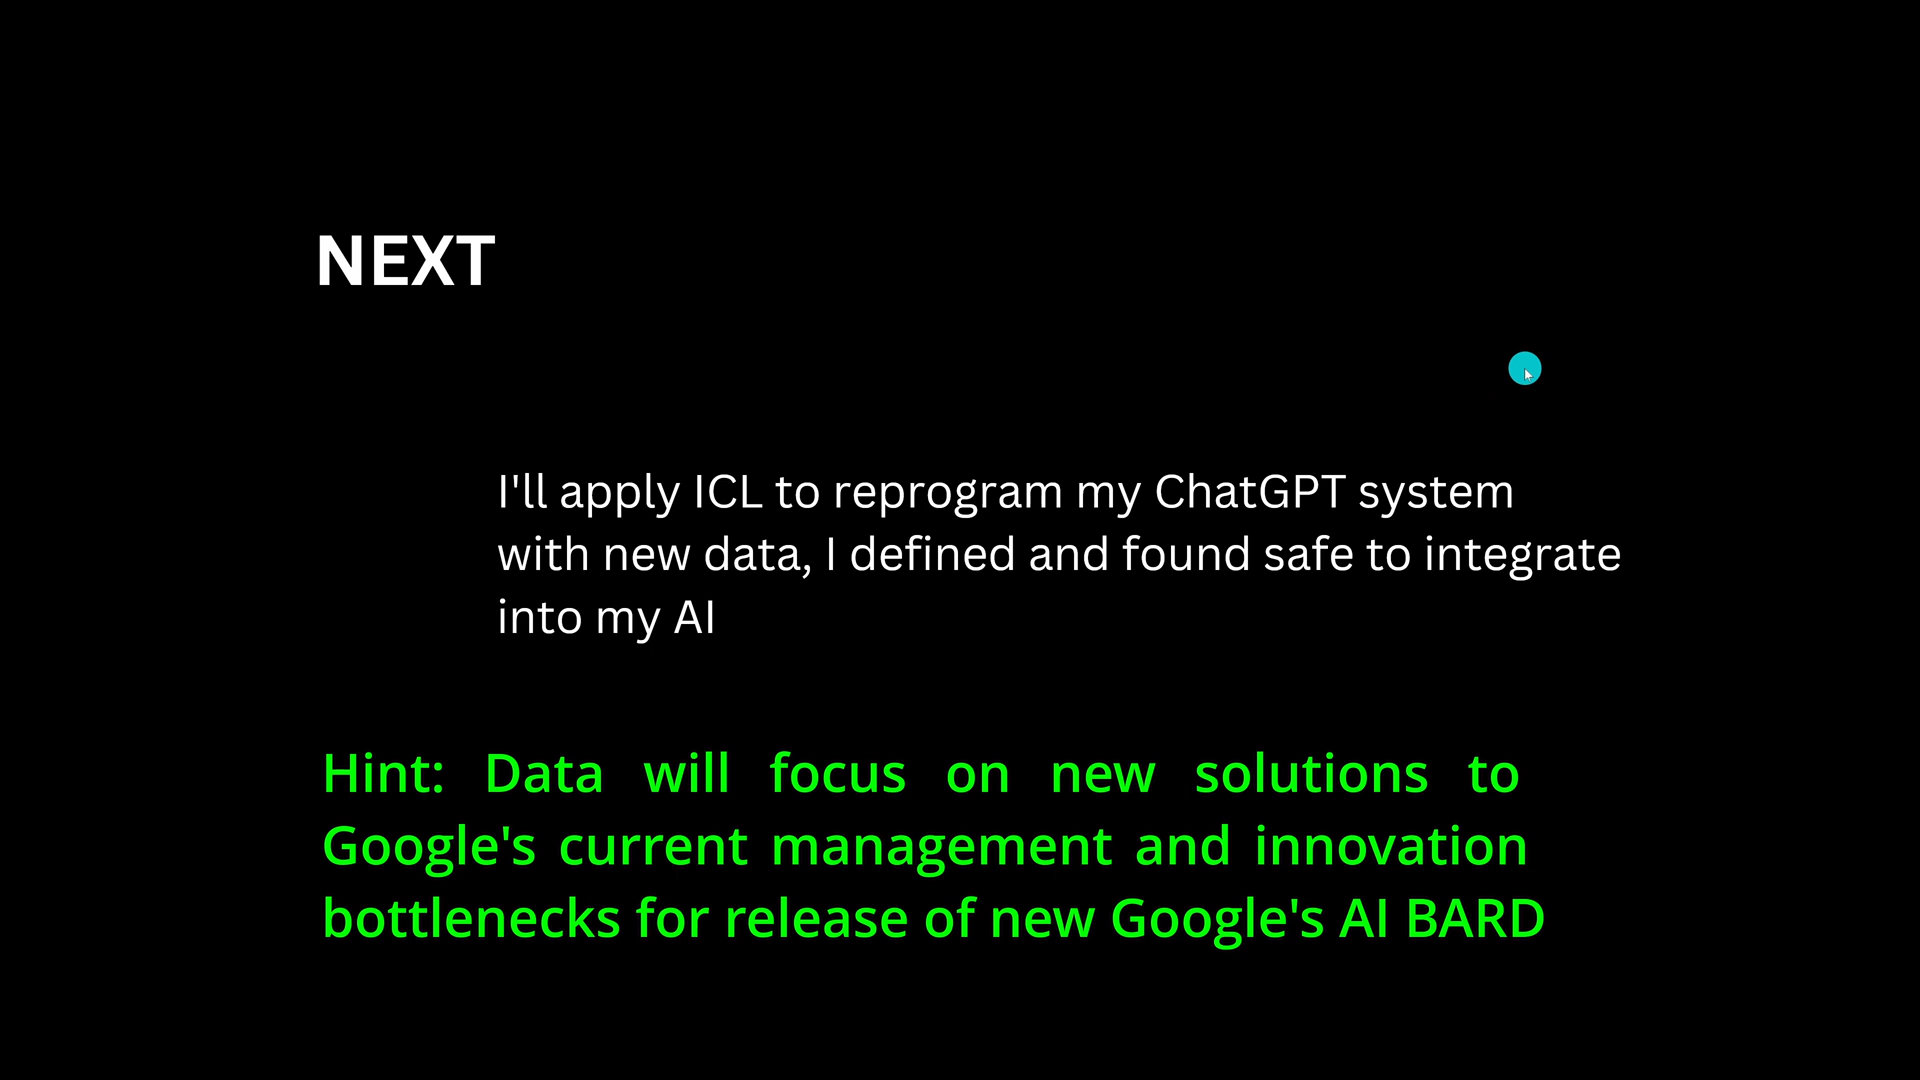 NEXT
I'll apply ICL to reprogram my ChatGPT system
with new data, I defined and found safe to integrate
into my AI
Hint: Data will focus on new solutions to
Google's current management and innovation
bottlenecks for release of new Google's AI BARD